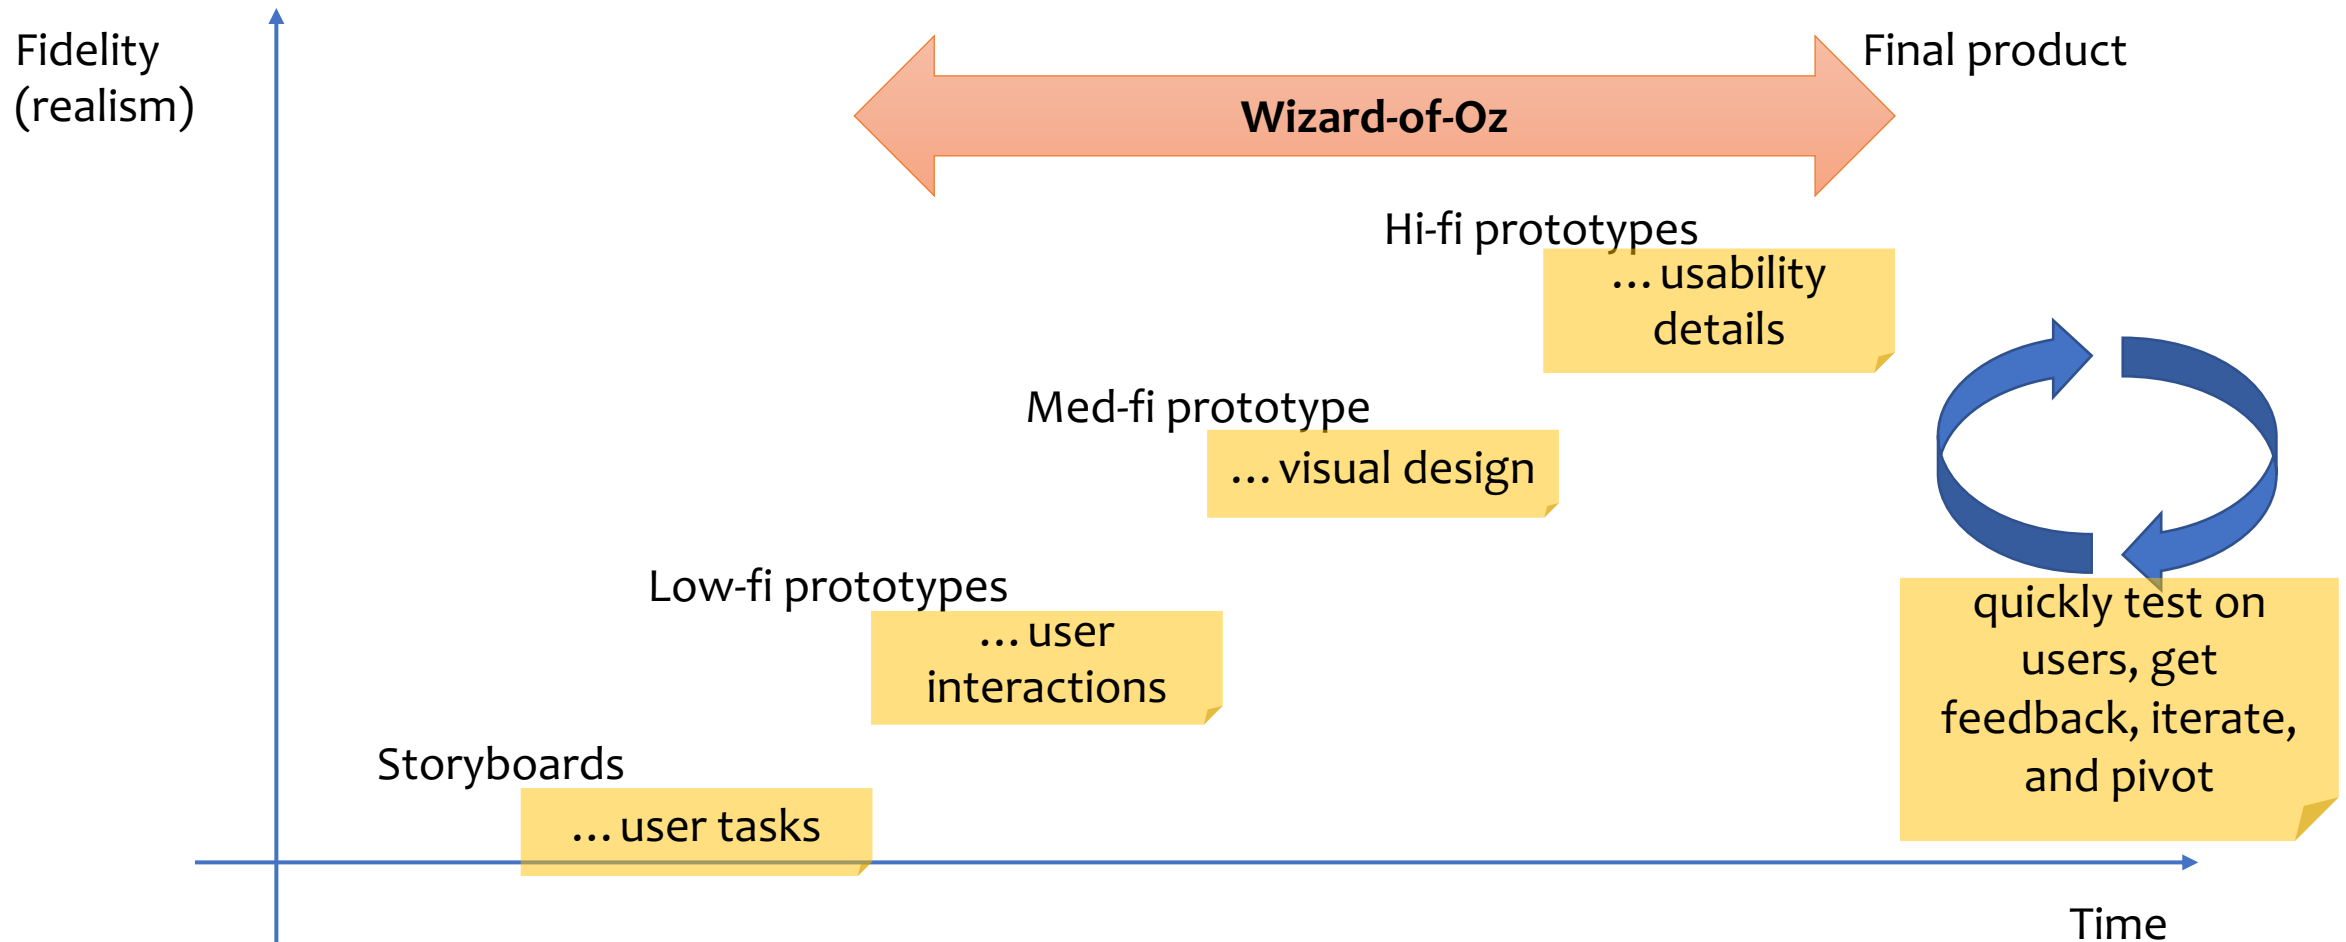 Fidelity
(realism)
Final product
Wizard-of-Oz
Hi-fi prototypes
... usability
details
Med-fi prototype
... visual design
Low-fi prototypes
... user
interactions
Storyboards
... user tasks
quickly test on
users, get
feedback, iterate,
and pivot
Time